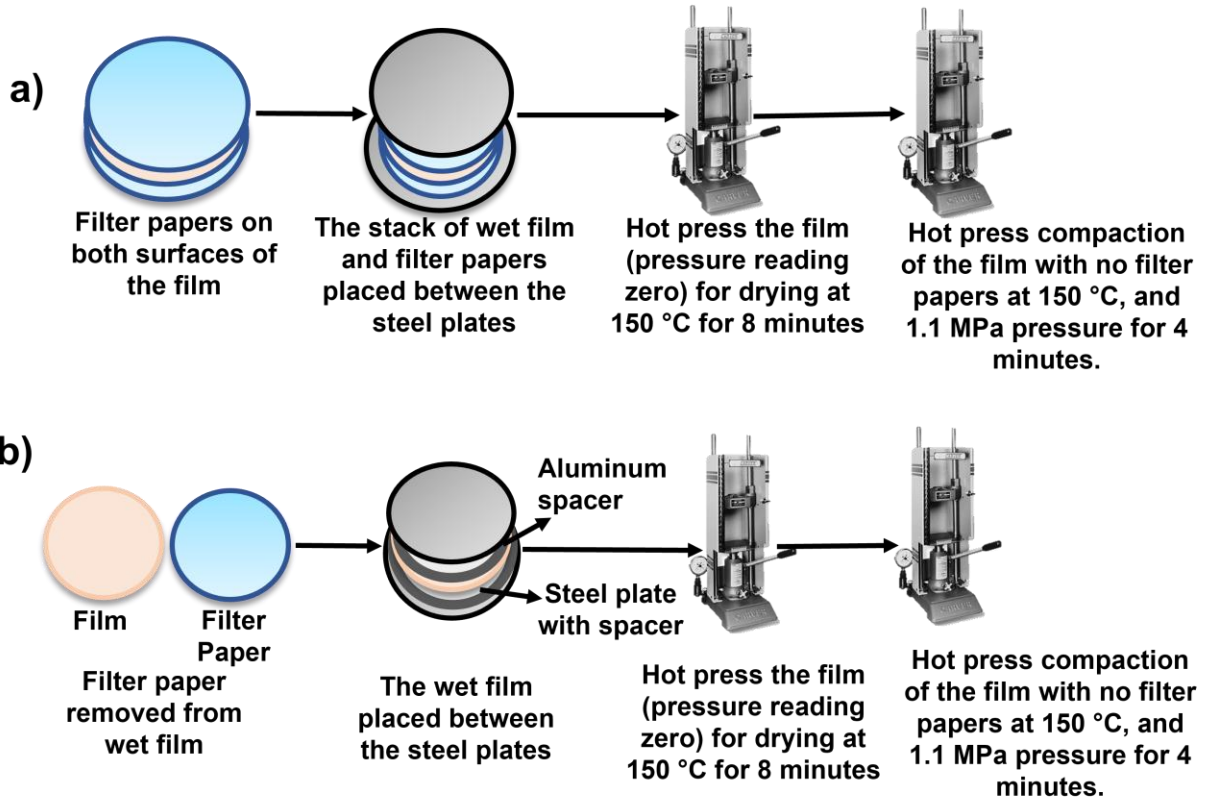 a)
Filter papers on
both surfaces of
the film
The stack of wet film
and filter papers
placed between the
steel plates
Hot press the film
(pressure reading
zero) for drying at
150 °C for 8 minutes
Hot press compaction
of the film with no filter
papers at 150 °C, and
1.1 MPa pressure for 4
minutes.
b)
Film
Filter
Paper
Filter paper
removed from
wet film
Aluminum
spacer
Steel plate
with spacer
The wet film
placed between
the steel plates
Hot press the film
(pressure reading
zero) for drying at
150 °C for 8 minutes
Hot press compaction
of the film with no filter
papers at 150 °C, and
1.1 MPa pressure for 4
minutes.